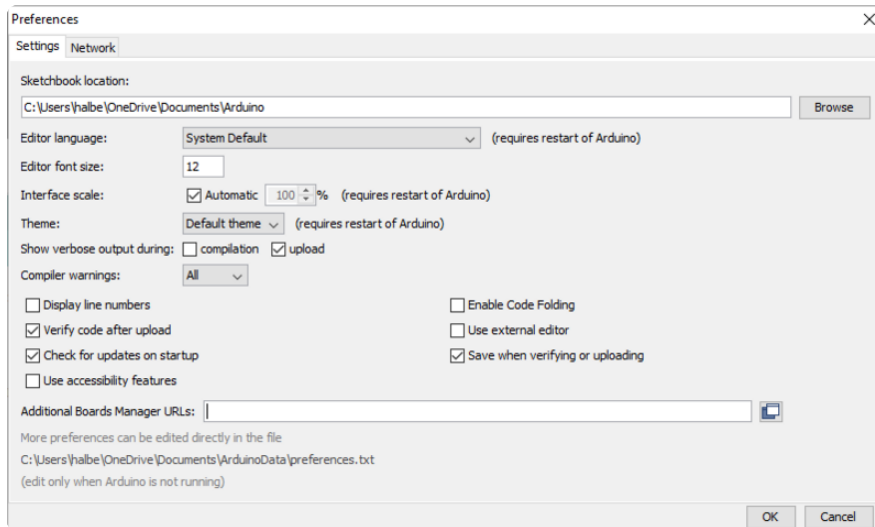 Preferences
Settings Network
Sketchbook location:
C:\Users\halbe\OneDrive\Documents\Arduino Browse
Editor language: System Default (requires restart of Arduino)
Editor font size: 12
Interface scale: Automatic 100 % (requires restart of Arduino)
Theme: Default theme (requires restart of Arduino)
Show verbose output during: compilation upload
Compiler warnings: All
Display line numbers Enable Code Folding
Verify code after upload Use external editor
Check for updates on startup Save when verifying or uploading
Use accessibility features
Additional Boards Manager URLs:
More preferences can be edited directly in the file
C:\Users\halbe\OneDrive\Documents\ArduinoData\preferences.txt
(edit only when Arduino is not running)
OK Cancel